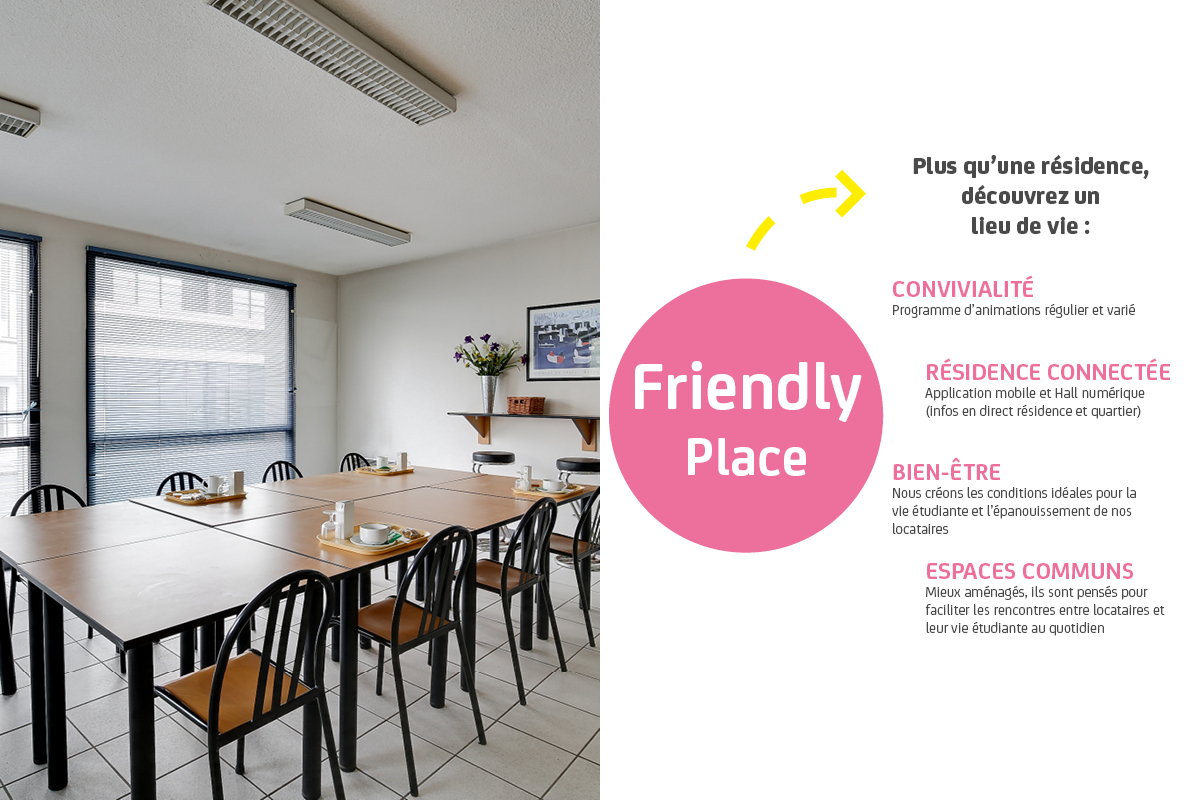 Plus qu’une résidence,
découvrez un
lieu de vie :
Friendly
Place
CONVIVIALITÉ
Programme d’animations régulier et varié
RÉSIDENCE CONNECTÉE
Application mobile et Hall numérique
(infos en direct résidence et quartier)
BIEN-ÊTRE
Nous créons les conditions idéales pour la
vie étudiante et l’épanouissement de nos
locataires
ESPACES COMMUNS
Mieux aménagés, ils sont pensés pour
faciliter les rencontres entre locataires et
leur vie étudiante au quotidien